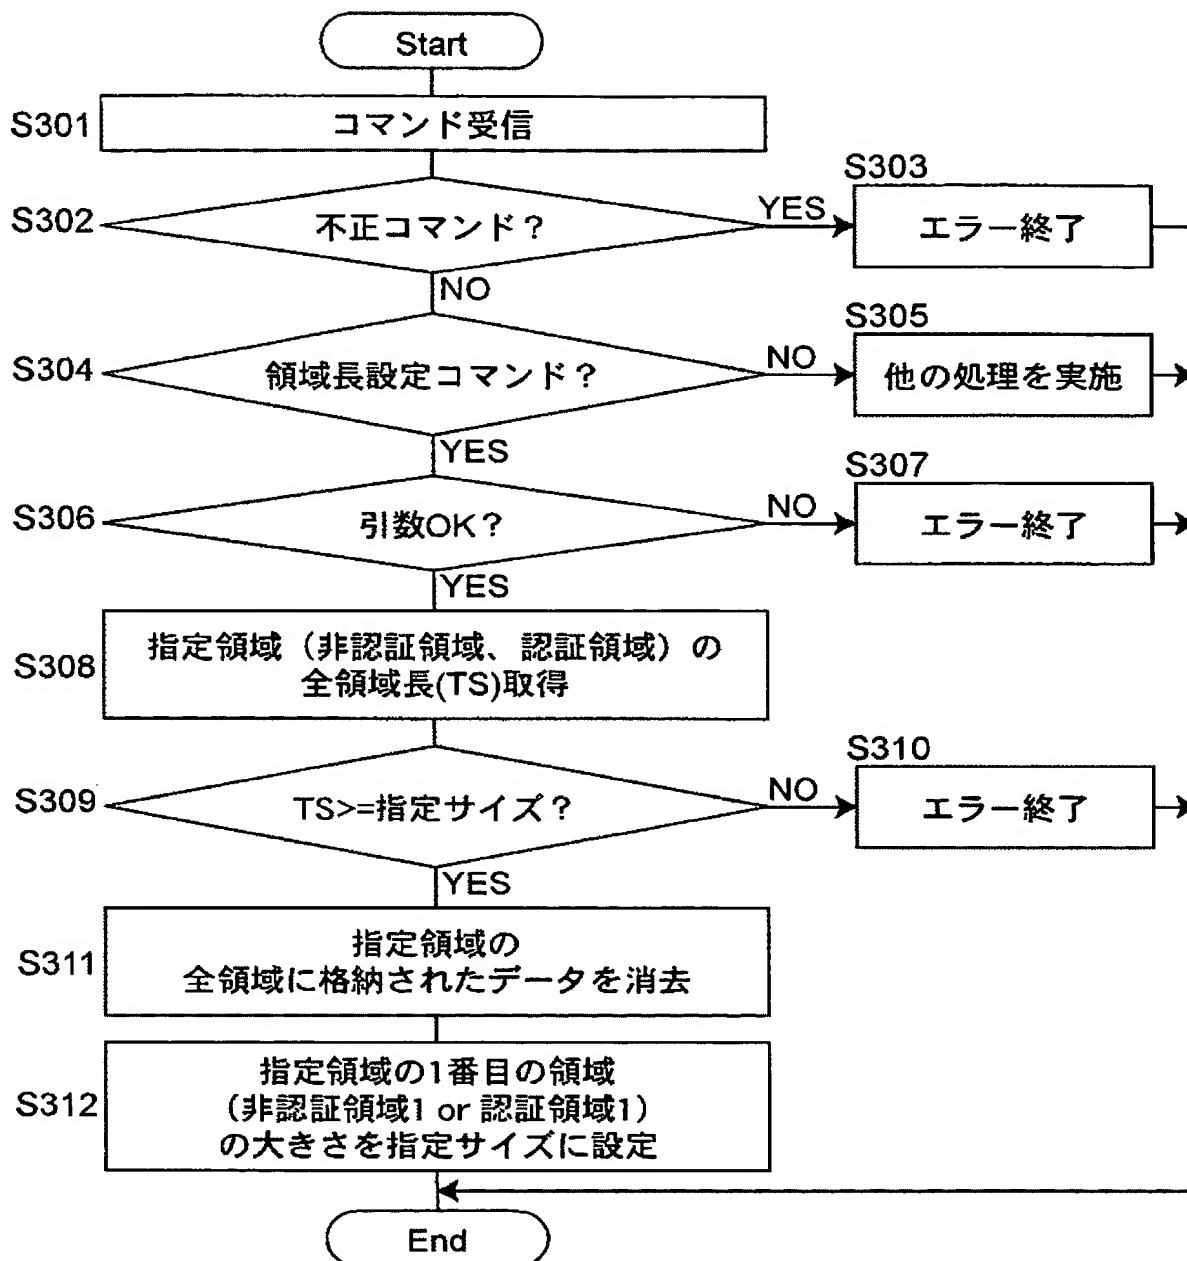 Start
S301
コマンド受信
S302
不正コマンド？
YES
S303
エラー終了
NO
S304
領域長設定コマンド？
NO
S305
他の処理を実施
YES
S306
引数OK？
NO
S307
エラー終了
YES
S308
指定領域（非認証領域、認証領域）の
全領域長(TS)取得
S309
TS>=指定サイズ？
NO
S310
エラー終了
YES
S311
指定領域の
全領域に格納されたデータを消去
S312
指定領域の1番目の領域
（非認証領域1 or 認証領域1）
の大きさを指定サイズに設定
End